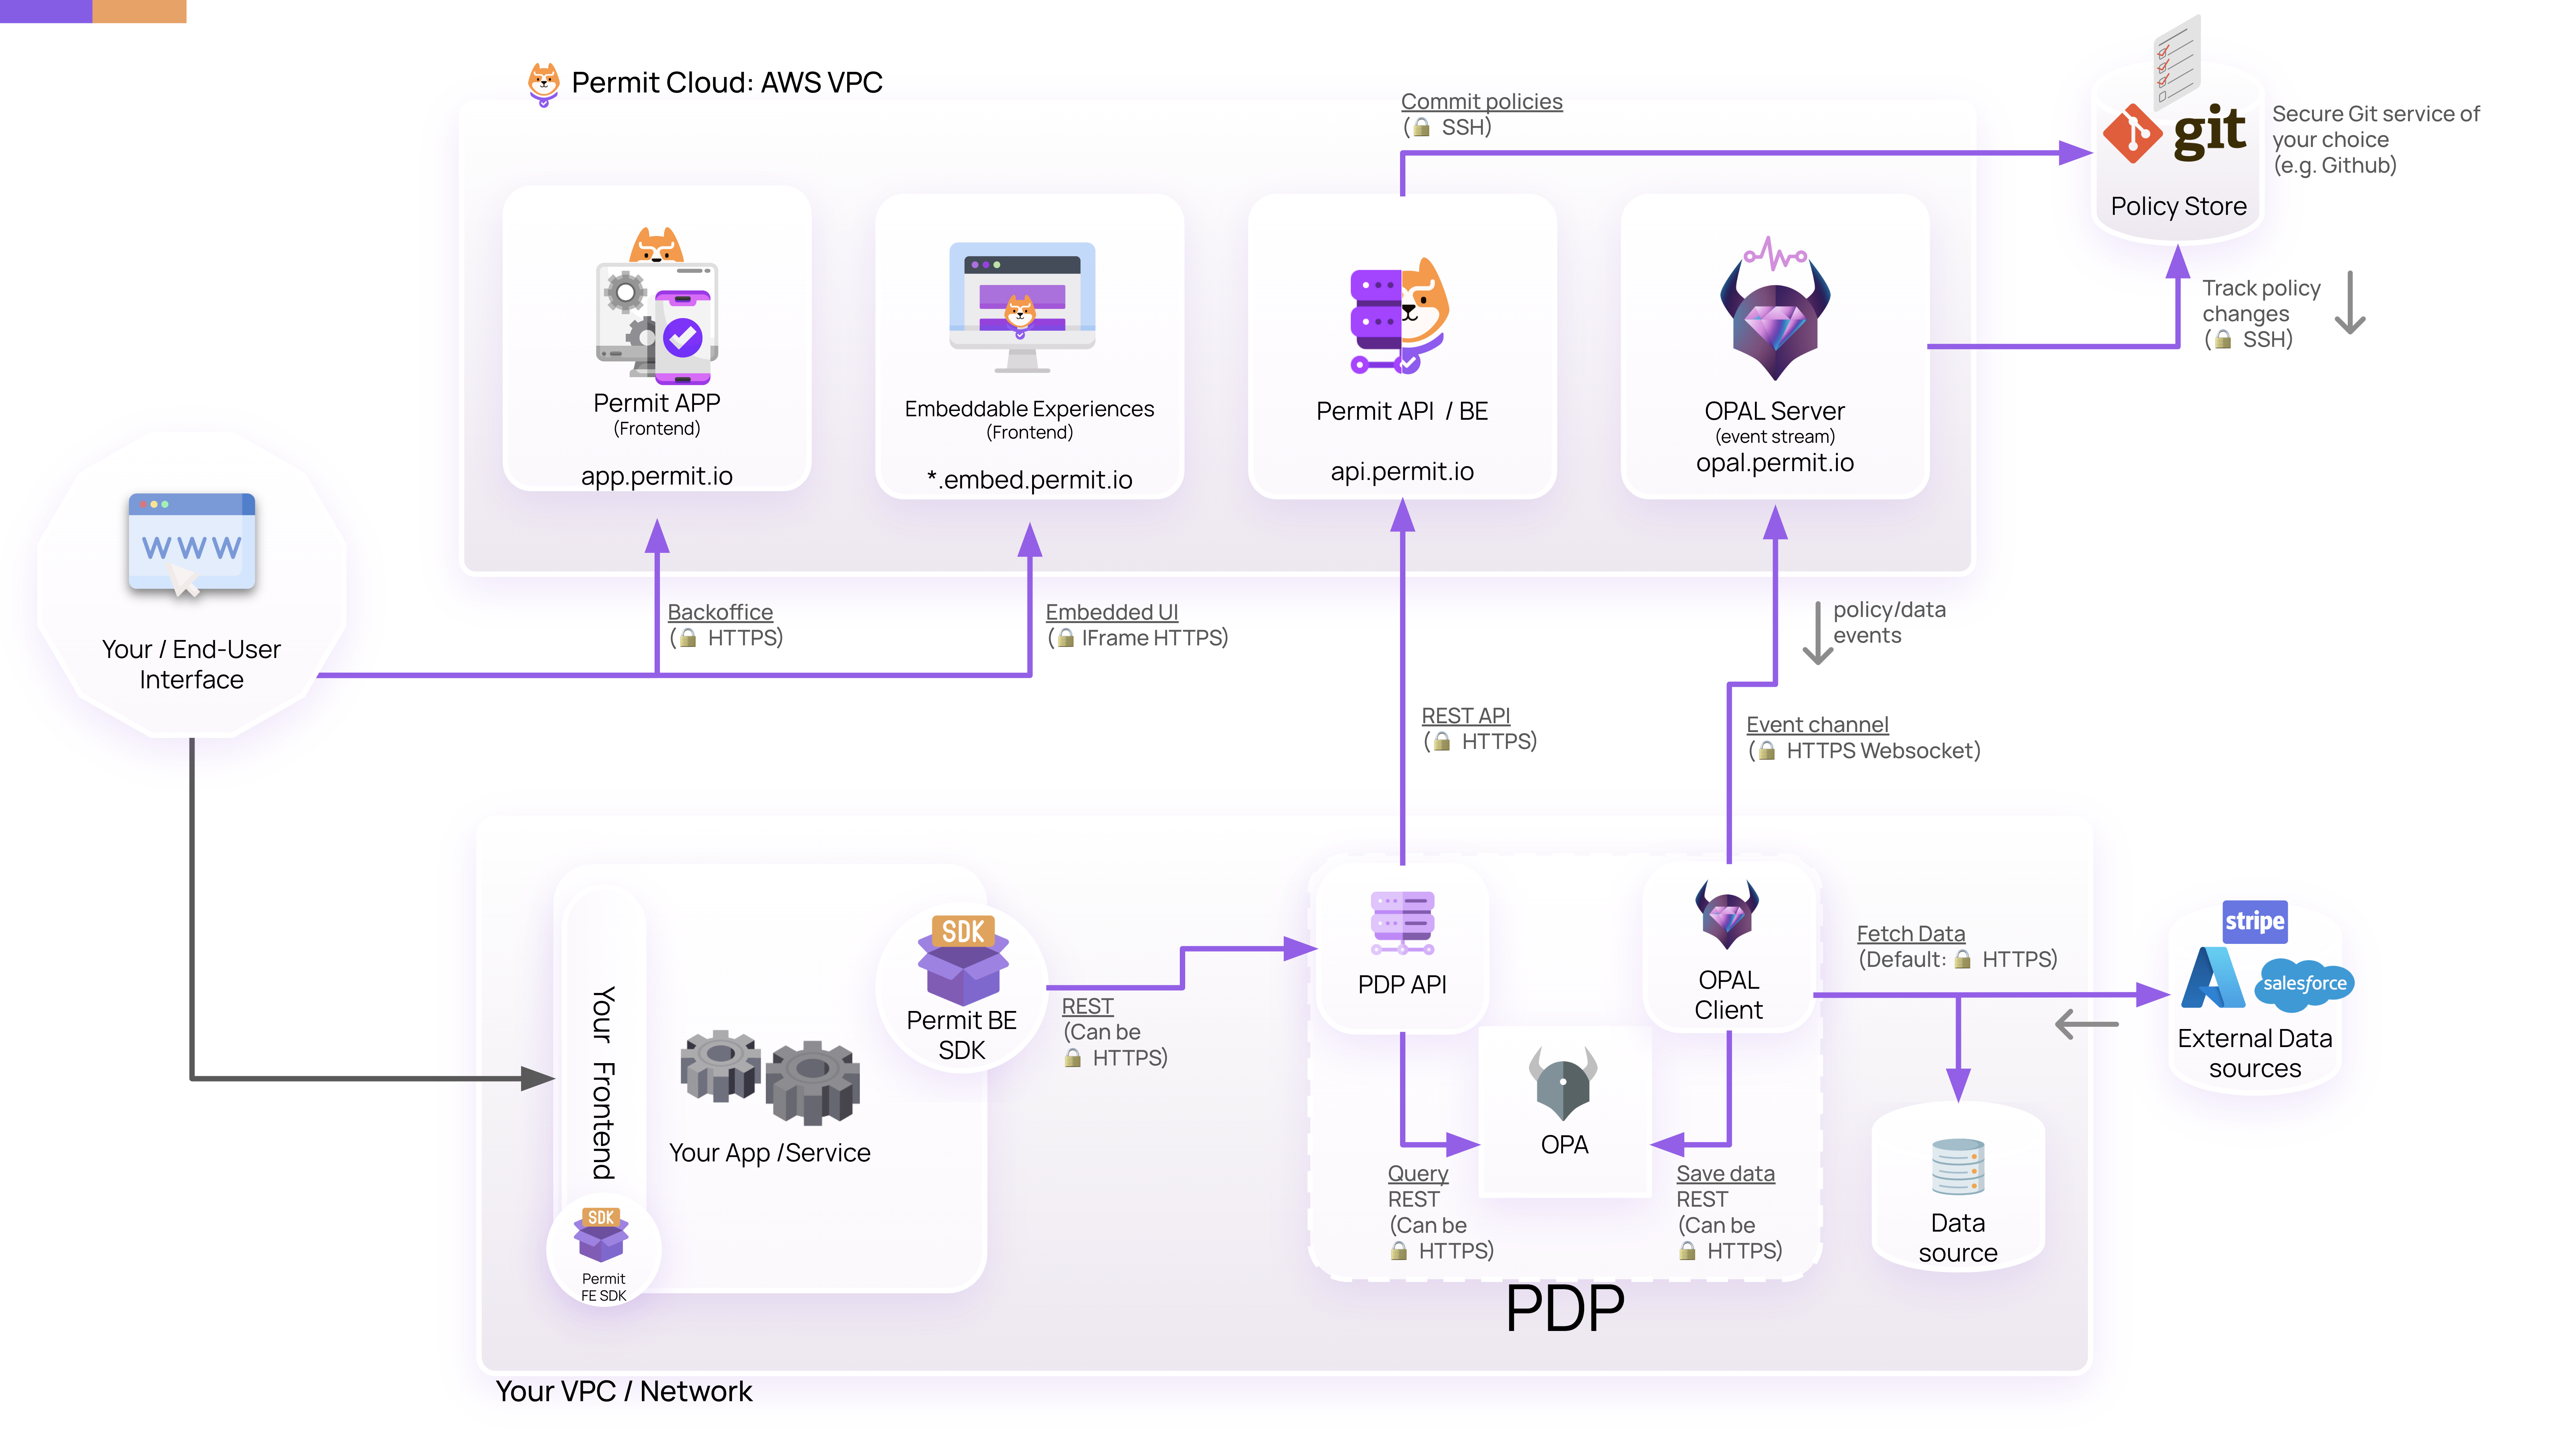 Permit Cloud: AWS VPC
Commit policies
(🔒 SSH)
git
Policy Store
Secure Git service of
your choice
(e.g. Github)
Track policy
changes
(🔒 SSH)
Permit APP
(Frontend)
app.permit.io
Embeddable Experiences
(Frontend)
*.embed.permit.io
Permit API / BE
api.permit.io
OPAL Server
(event stream)
opal.permit.io
WWW
Your / End-User
Interface
Backoffice
(🔒 HTTPS)
Embedded UI
(🔒 IFrame HTTPS)
policy/data
events
REST API
(🔒 HTTPS)
Event channel
(🔒 HTTPS Websocket)
Your Frontend
SDK
Permit
FE SDK
Your App /Service
SDK
Permit BE
SDK
REST
(Can be
🔒 HTTPS)
PDP API
OPAL
Client
OPA
Query
REST
(Can be
🔒 HTTPS)
Save data
REST
(Can be
🔒 HTTPS)
PDP
Fetch Data
(Default: 🔒 HTTPS)
Data
source
stripe
salesforce
External Data
sources
Your VPC / Network